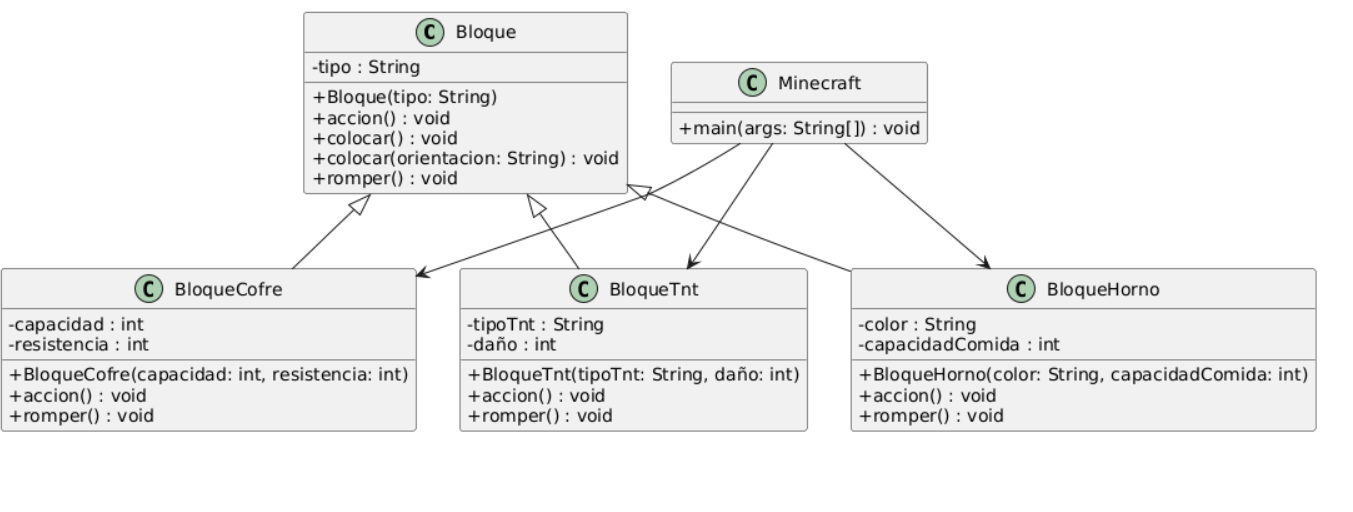 C Bloque
-tipo : String
+Bloque(tipo: String)
+accion() : void
+colocar() : void
+colocar(orientacion: String) : void
+romper() : void
C Minecraft
+main(args: String[]) : void
C BloqueCofre
-capacidad : int
-resistencia : int
+BloqueCofre(capacidad: int, resistencia: int)
+accion() : void
+romper() : void
C BloqueTnt
-tipoTnt : String
-daño : int
+BloqueTnt(tipoTnt: String, daño: int)
+accion() : void
+romper() : void
C BloqueHorno
-color : String
-capacidadComida : int
+BloqueHorno(color: String, capacidadComida: int)
+accion() : void
+romper() : void